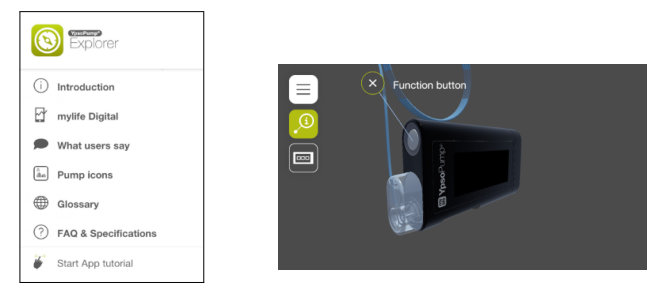 YpsoPump®
Explorer
Introduction
mylife Digital
What users say
Pump icons
Glossary
FAQ & Specifications
Start App tutorial
Function button
YpsoPump®